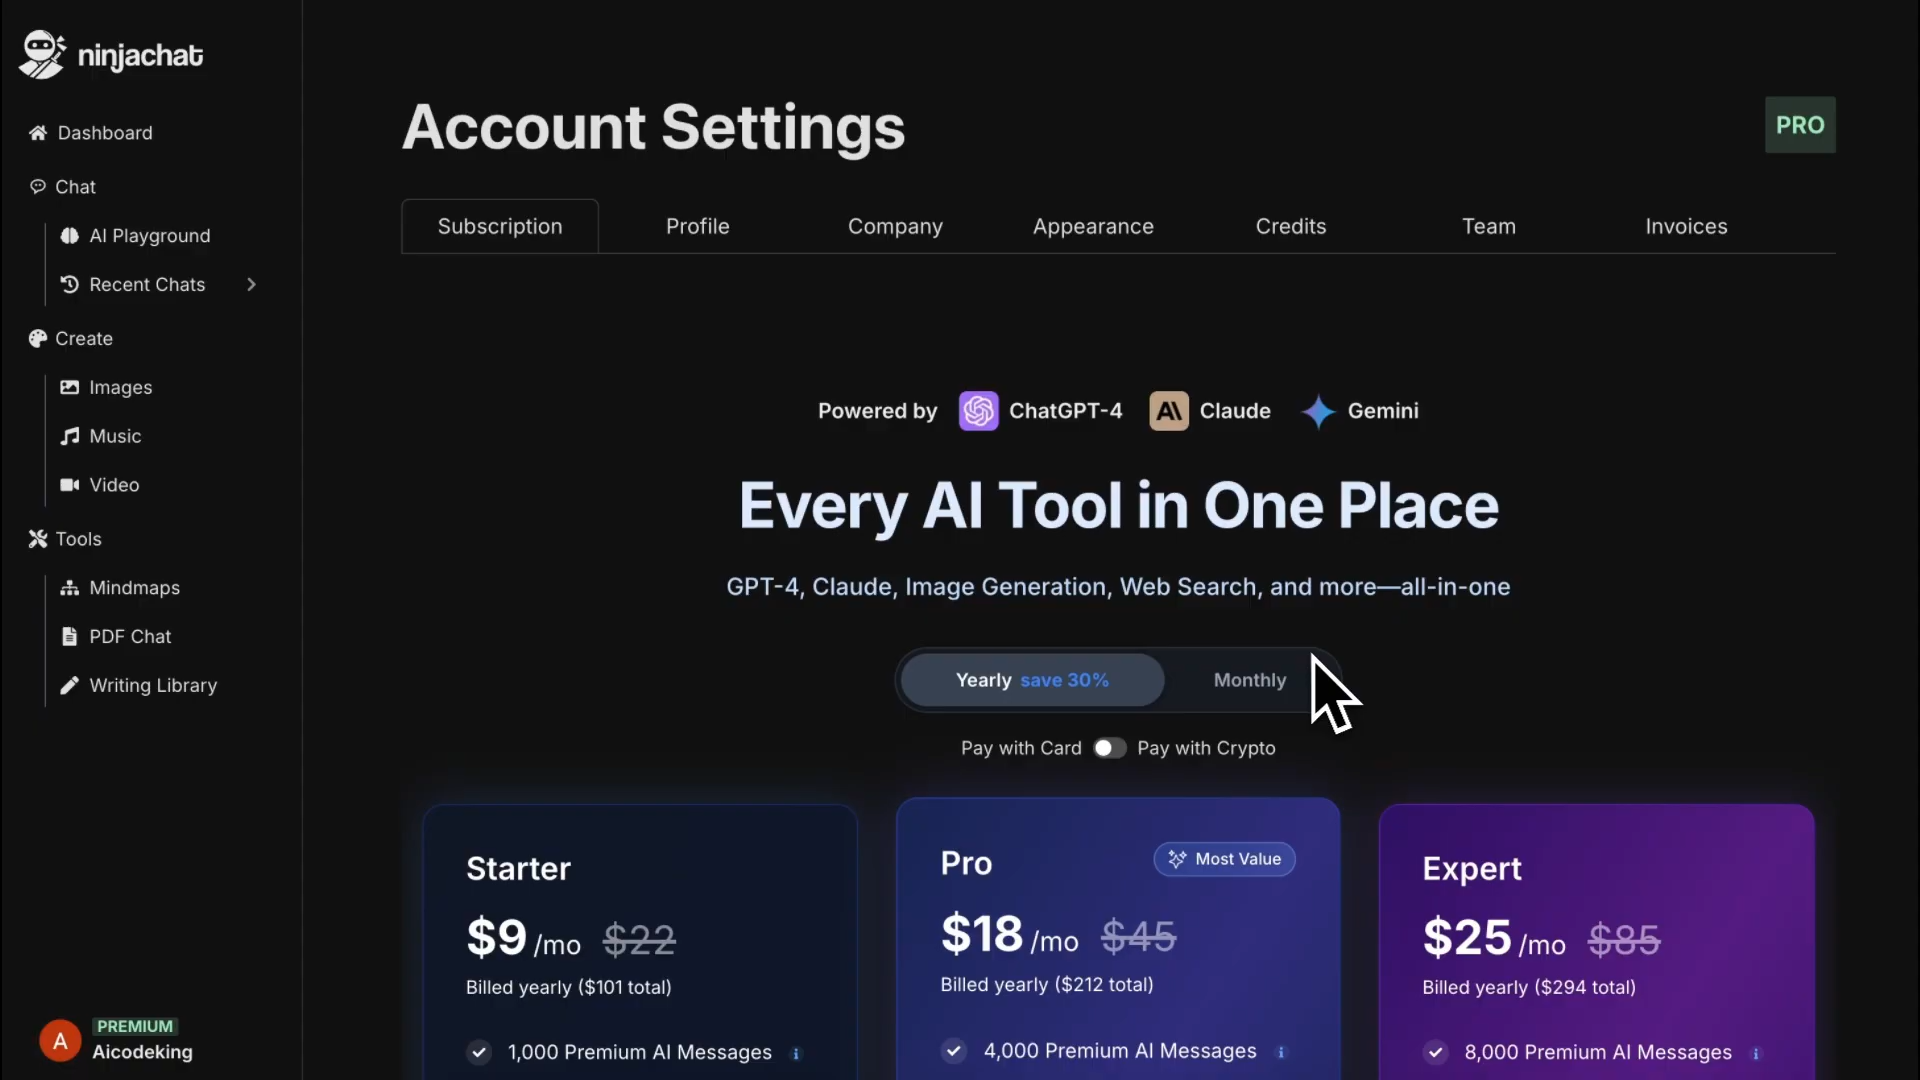 ninjachat
Dashboard
Chat
AI Playground
Recent Chats
Create
Images
Music
Video
Tools
Mindmaps
PDF Chat
Writing Library
A
PREMIUM
Aicodeking
Account Settings
PRO
Subscription Profile Company Appearance Credits Team Invoices
Powered by ChatGPT-4 Claude Gemini
Every AI Tool in One Place
GPT-4, Claude, Image Generation, Web Search, and more—all-in-one
Yearly save 30% Monthly
Pay with Card Pay with Crypto
Starter
$9 /mo $22
Billed yearly ($101 total)
1,000 Premium AI Messages i
Pro Most Value
$18 /mo $45
Billed yearly ($212 total)
4,000 Premium AI Messages i
Expert
$25 /mo $85
Billed yearly ($294 total)
8,000 Premium AI Messages i